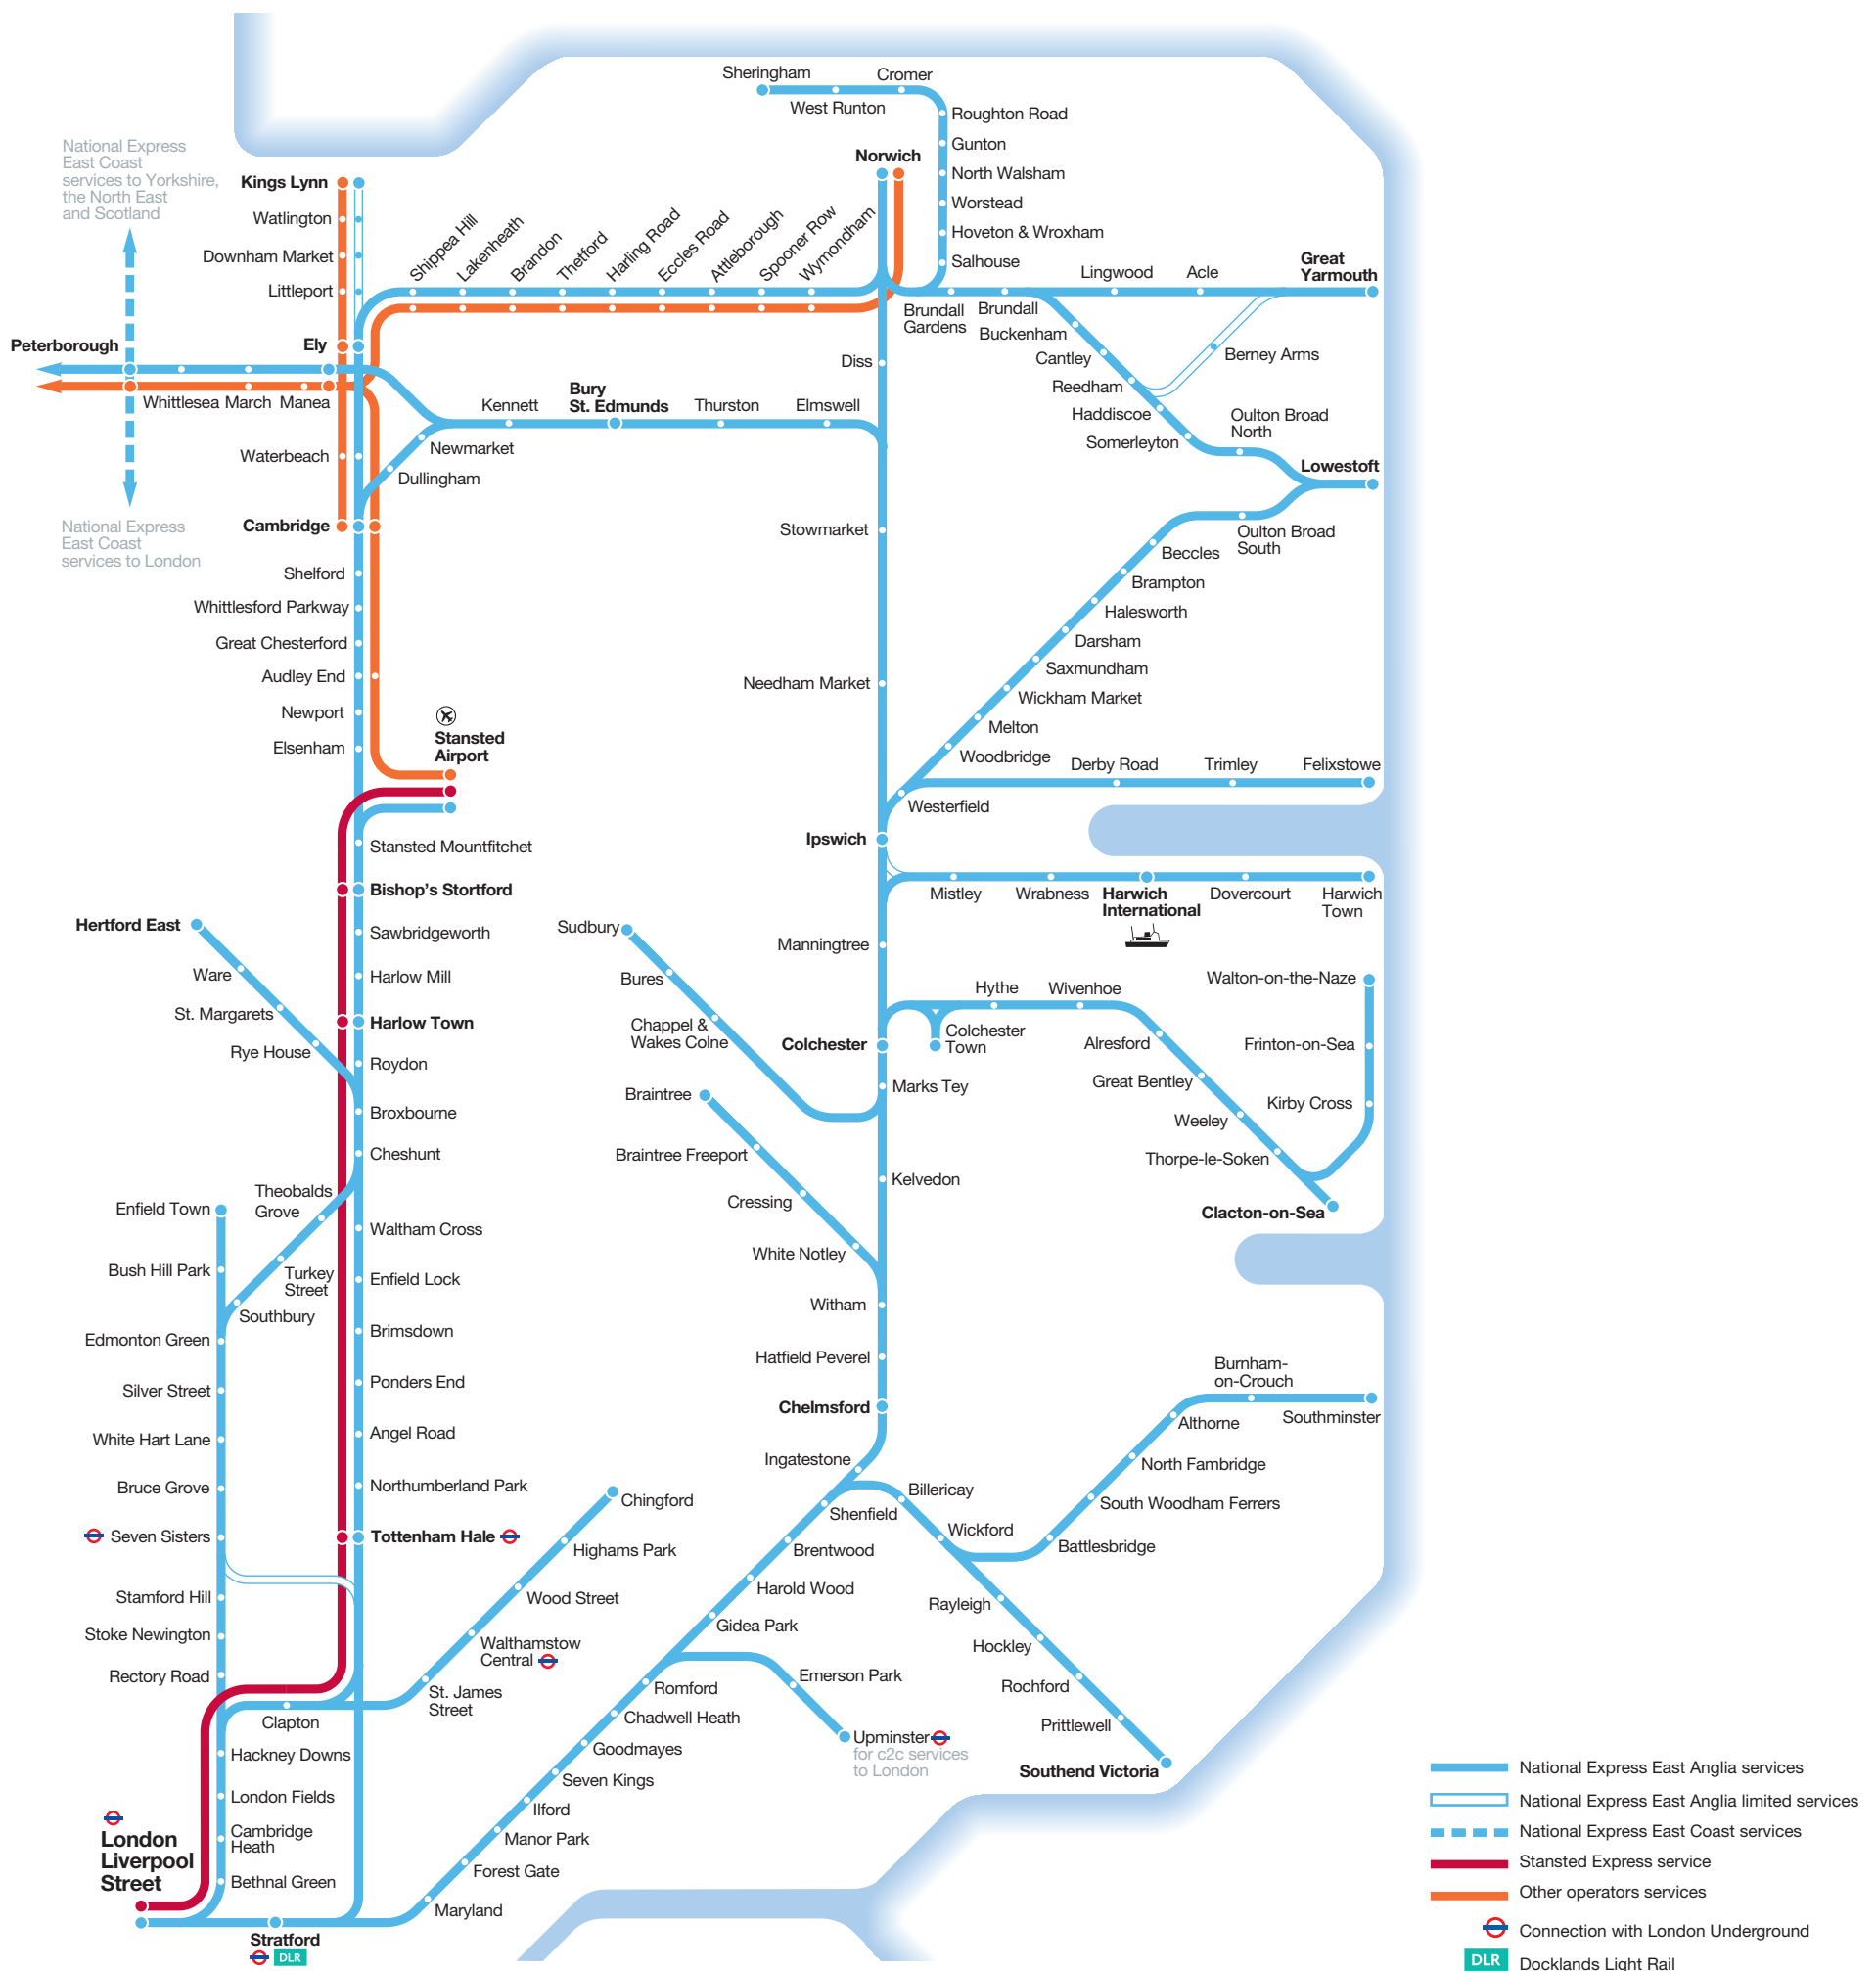 Sheringham
Cromer
West Runton
Roughton Road
Gunton
North Walsham
Worstead
Hoveton & Wroxham
Salhouse
Norwich
National Express
East Coast
services to Yorkshire,
the North East
and Scotland
Kings Lynn
Watlington
Downham Market
Littleport
Ely
Peterborough
Whittlesea
March
Manea
Shippea Hill
Lakenheath
Brandon
Thetford
Harling Road
Eccles Road
Attleborough
Spooner Row
Wymondham
Brundall
Gardens
Brundall
Lingwood
Acle
Great
Yarmouth
Buckenham
Cantley
Reedham
Berney Arms
Haddiscoe
Somerleyton
Oulton Broad
North
Lowestoft
Oulton Broad
South
Beccles
Brampton
Halesworth
Darsham
Saxmundham
Wickham Market
Melton
Woodbridge
Westerfield
Derby Road
Trimley
Felixstowe
Diss
Kennett
Bury
St. Edmunds
Thurston
Elmswell
Newmarket
Dullingham
Stowmarket
Needham Market
Ipswich
National Express
East Coast
services to London
Waterbeach
Cambridge
Shelford
Whittlesford Parkway
Great Chesterford
Audley End
Newport
Elsenham
Stansted
Airport
Stansted Mountfitchet
Bishop's Stortford
Sawbridgeworth
Harlow Mill
Harlow Town
Roydon
Broxbourne
Cheshunt
Waltham Cross
Enfield Lock
Brimsdown
Ponders End
Angel Road
Northumberland Park
Tottenham Hale
Hertford East
Ware
St. Margarets
Rye House
Theobalds
Grove
Turkey
Street
Southbury
Enfield Town
Bush Hill Park
Edmonton Green
Silver Street
White Hart Lane
Bruce Grove
Seven Sisters
Stamford Hill
Stoke Newington
Rectory Road
Clapton
Hackney Downs
London Fields
Cambridge
Heath
Bethnal Green
London
Liverpool
Street
Stratford
DLR
Chingford
Highams Park
Wood Street
Walthamstow
Central
St. James
Street
Mistley
Wrabness
Harwich
International
Dovercourt
Harwich
Town
Manningtree
Sudbury
Bures
Chappel &
Wakes Colne
Colchester
Colchester
Town
Hythe
Wivenhoe
Alresford
Great Bentley
Weeley
Thorpe-le-Soken
Clacton-on-Sea
Walton-on-the-Naze
Frinton-on-Sea
Kirby Cross
Marks Tey
Kelvedon
Braintree
Braintree Freeport
Cressing
White Notley
Witham
Hatfield Peverel
Chelmsford
Ingatestone
Shenfield
Billericay
Wickford
Battlesbridge
South Woodham Ferrers
North Fambridge
Althorne
Burnham-
on-Crouch
Southminster
Rayleigh
Hockley
Rochford
Prittlewell
Southend Victoria
Brentwood
Harold Wood
Gidea Park
Romford
Emerson Park
Upminster
for c2c services
to London
Chadwell Heath
Goodmayes
Seven Kings
Ilford
Manor Park
Forest Gate
Maryland
National Express East Anglia services
National Express East Anglia limited services
National Express East Coast services
Stansted Express service
Other operators services
Connection with London Underground
DLR
Docklands Light Rail